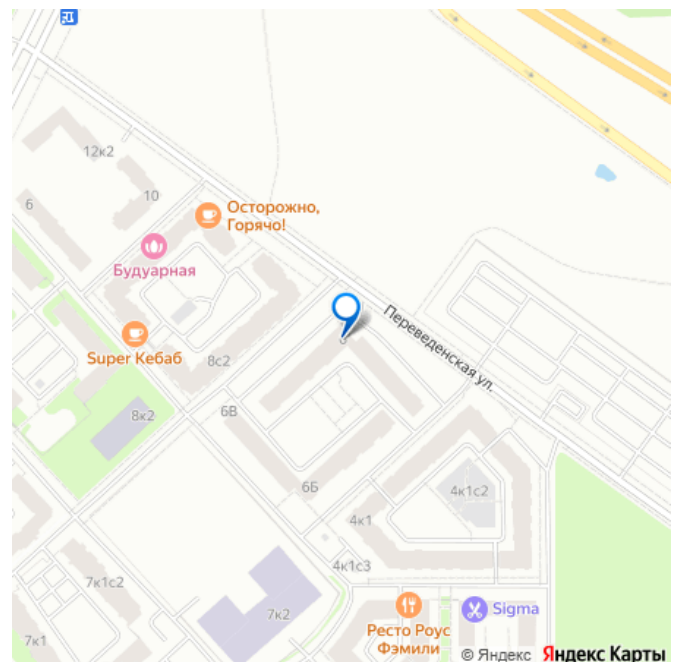 12к2
10
6
Осторожно,
Горячо!
Будуарная
Переведенская ул.
Super Кебаб
8с2
8к2
6В
6Б
4к1с2
4к1
4к1с3
7к1с2
7к2
7к1
Sigma
Ресто Роус
Фэмили
© Яндекс Яндекс Карты